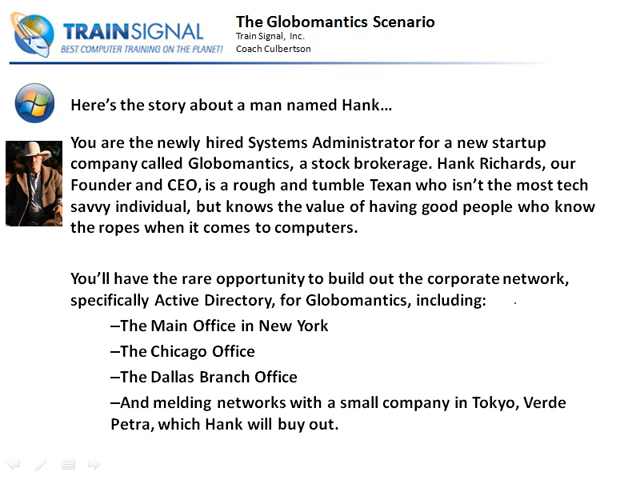 TRAINSIGNAL
BEST COMPUTER TRAINING ON THE PLANET!
The Globomantics Scenario
Train Signal, Inc.
Coach Culbertson
Here's the story about a man named Hank…
You are the newly hired Systems Administrator for a new startup
company called Globomantics, a stock brokerage. Hank Richards, our
Founder and CEO, is a rough and tumble Texan who isn't the most tech
savvy individual, but knows the value of having good people who know
the ropes when it comes to computers.
You'll have the rare opportunity to build out the corporate network,
specifically Active Directory, for Globomantics, including:
–The Main Office in New York
–The Chicago Office
–The Dallas Branch Office
–And melding networks with a small company in Tokyo, Verde
Petra, which Hank will buy out.